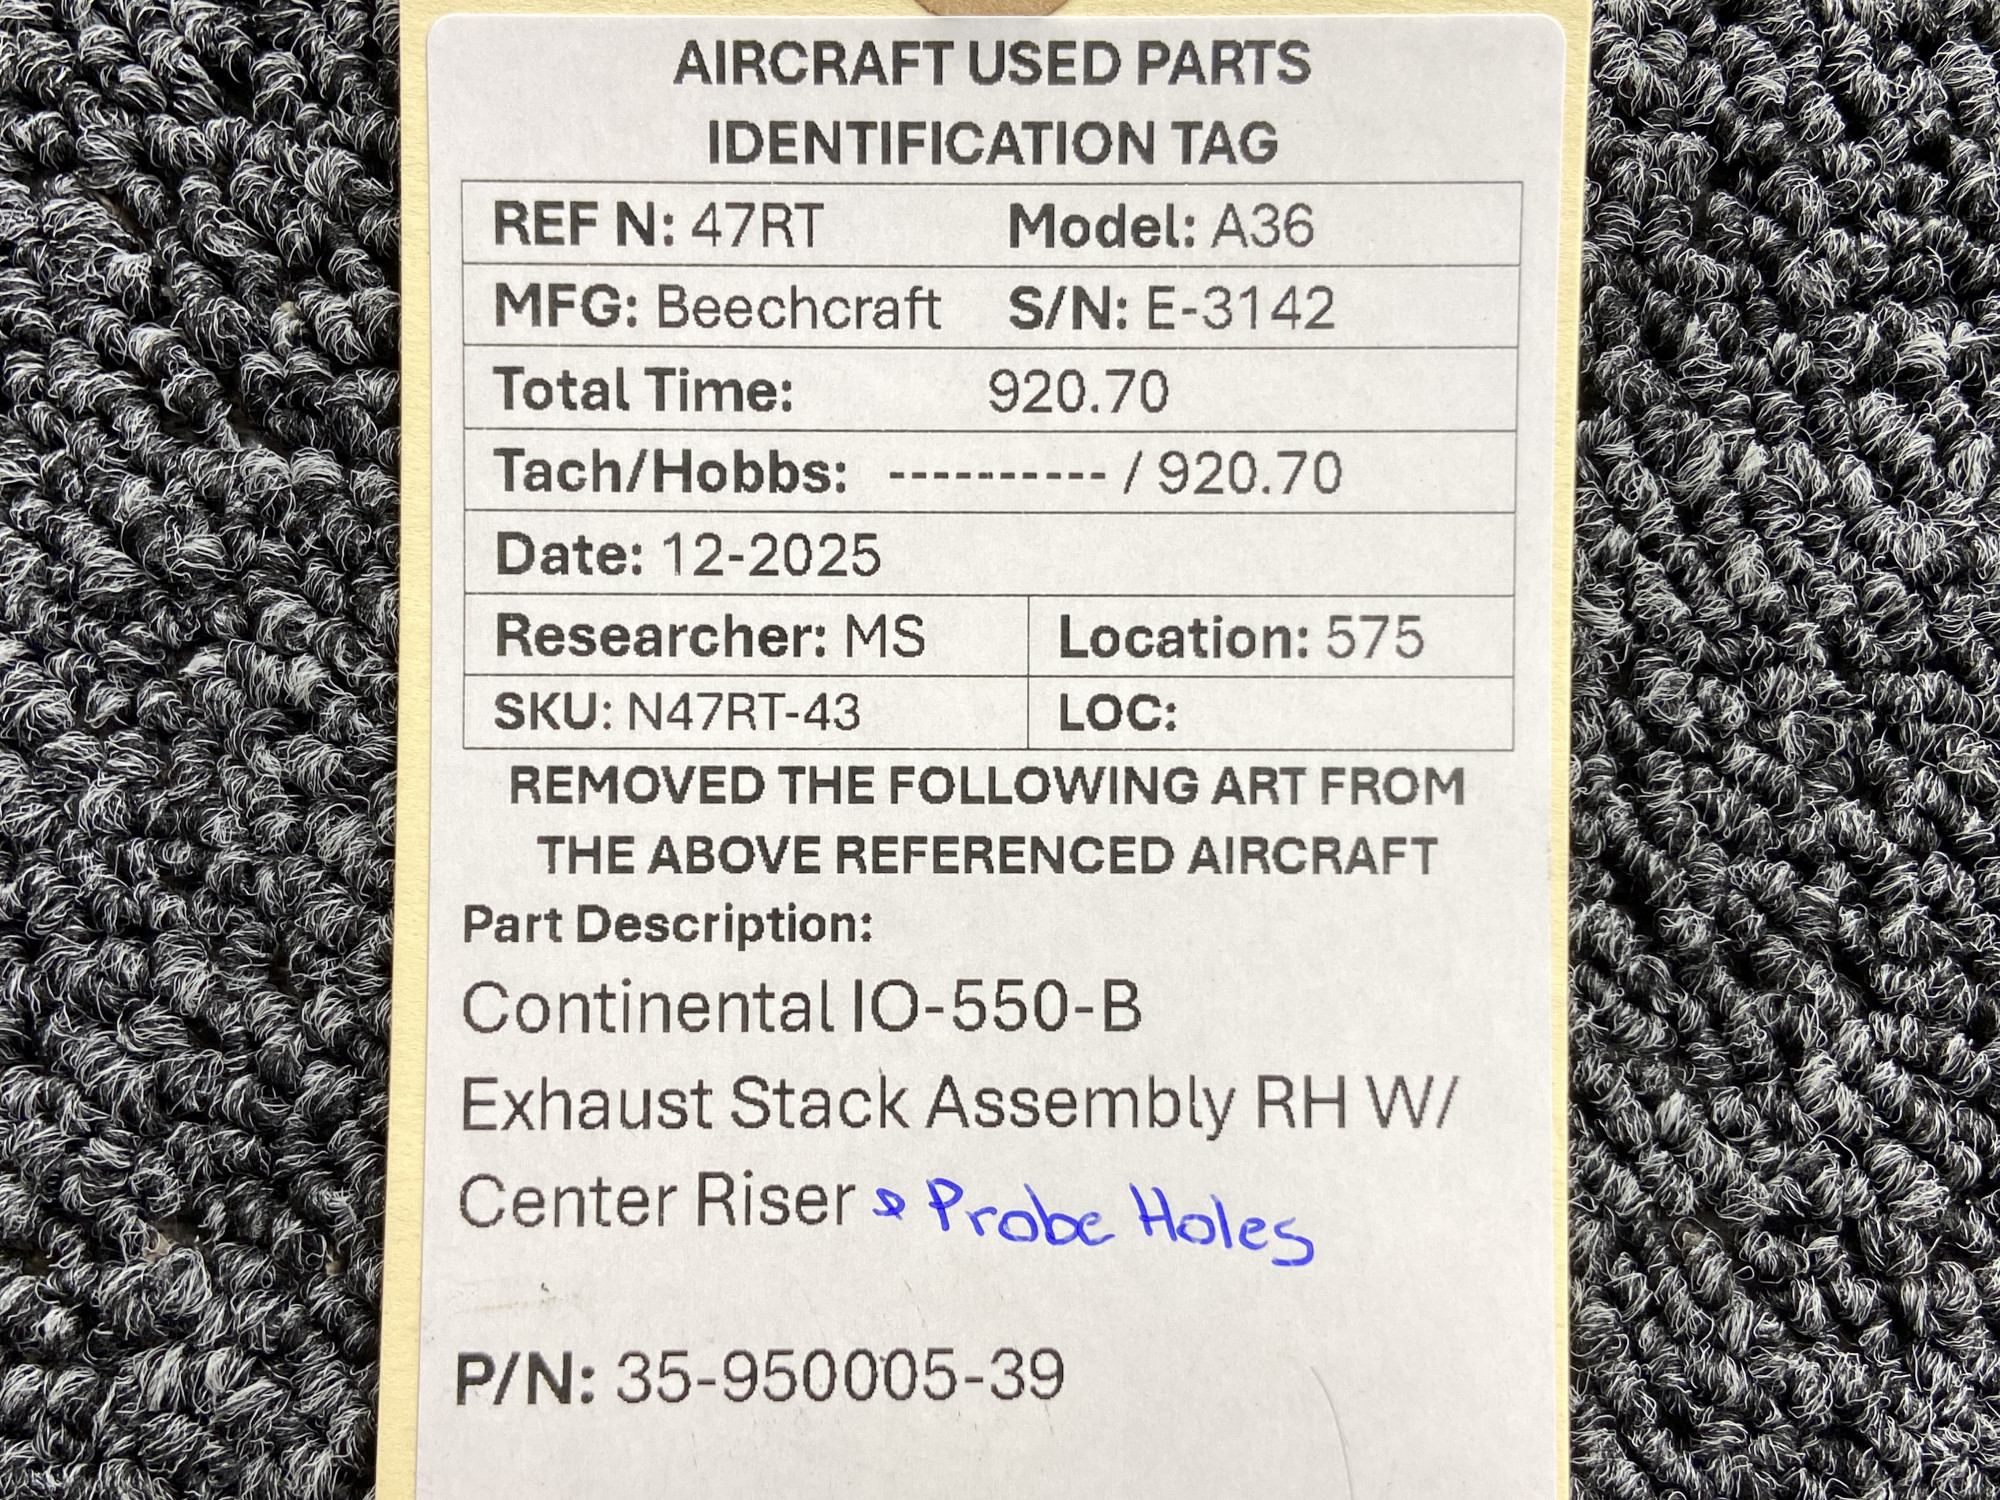 AIRCRAFT USED PARTS
IDENTIFICATION TAG
REF N: 47RT Model: A36
MFG: Beechcraft S/N: E-3142
Total Time: 920.70
Tach/Hobbs: ---------- / 920.70
Date: 12-2025
Researcher: MS Location: 575
SKU: N47RT-43 LOC:
REMOVED THE FOLLOWING ART FROM
THE ABOVE REFERENCED AIRCRAFT
Part Description:
Continental IO-550-B
Exhaust Stack Assembly RH W/
Center Riser & Probe Holes
P/N: 35-950005-39